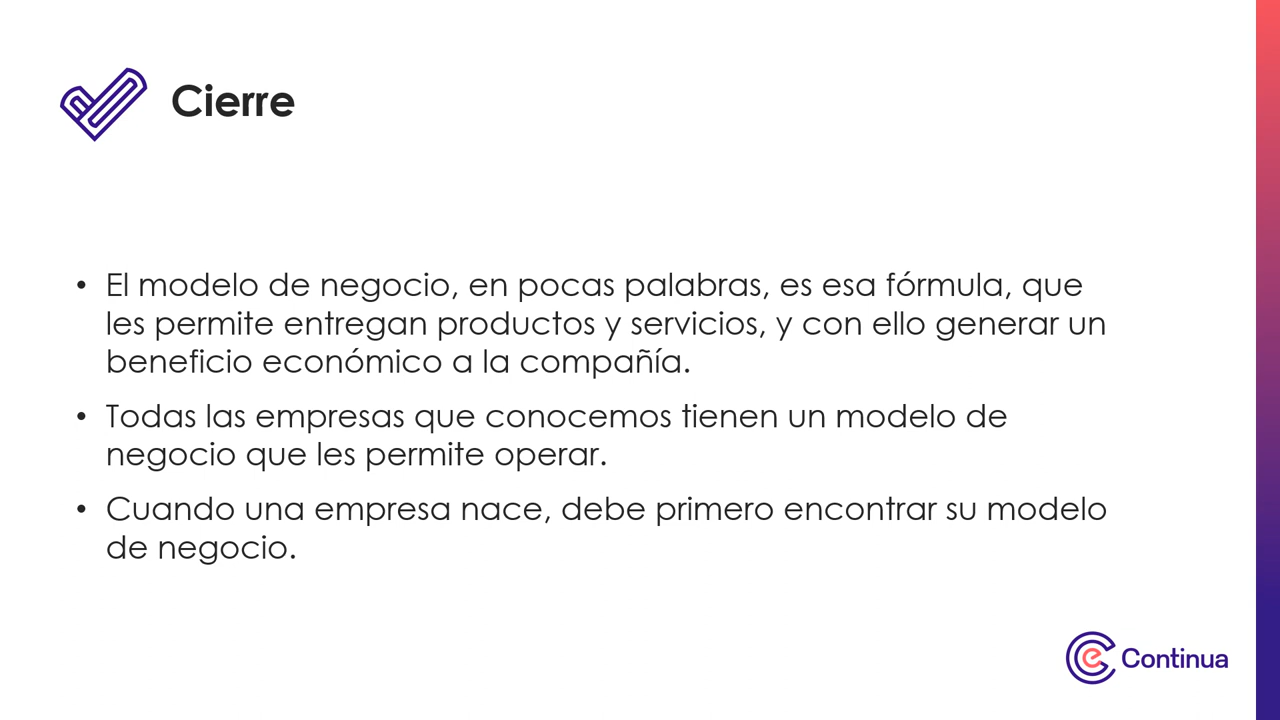 Cierre
• El modelo de negocio, en pocas palabras, es esa fórmula, que
les permite entregan productos y servicios, y con ello generar un
beneficio económico a la compañía.
• Todas las empresas que conocemos tienen un modelo de
negocio que les permite operar.
• Cuando una empresa nace, debe primero encontrar su modelo
de negocio.
e Continua